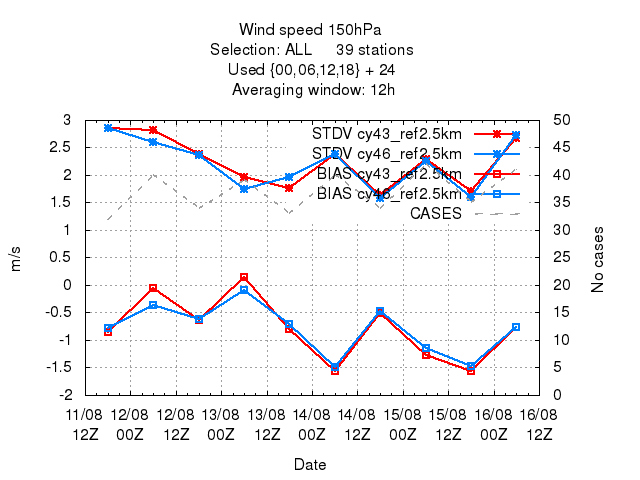 Wind speed 150hPa
Selection: ALL 39 stations
Used {00,06,12,18} + 24
Averaging window: 12h
STDV cy43_ref2.5km
STDV cy46_ref2.5km
BIAS cy43_ref2.5km
BIAS cy46_ref2.5km
CASES
3
2.5
2
1.5
1
0.5
0
-0.5
-1
-1.5
-2
m/s
50
45
40
35
30
25
20
15
10
5
0
No cases
11/08 12/08 12/08 13/08 13/08 14/08 14/08 15/08 15/08 16/08 16/08
12Z 00Z 12Z 00Z 12Z 00Z 12Z 00Z 12Z 00Z 12Z
Date